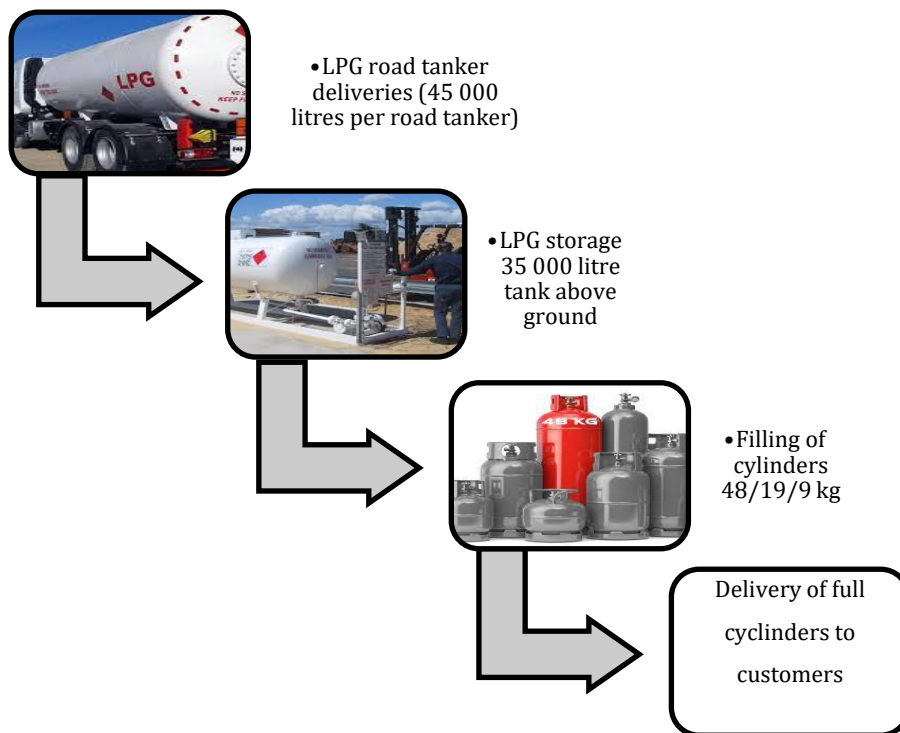 LPG
•LPG road tanker
deliveries (45 000
litres per road tanker)
•LPG storage
35 000 litre
tank above
ground
48 KG
•Filling of
cylinders
48/19/9 kg
Delivery of full
cyclinders to
customers